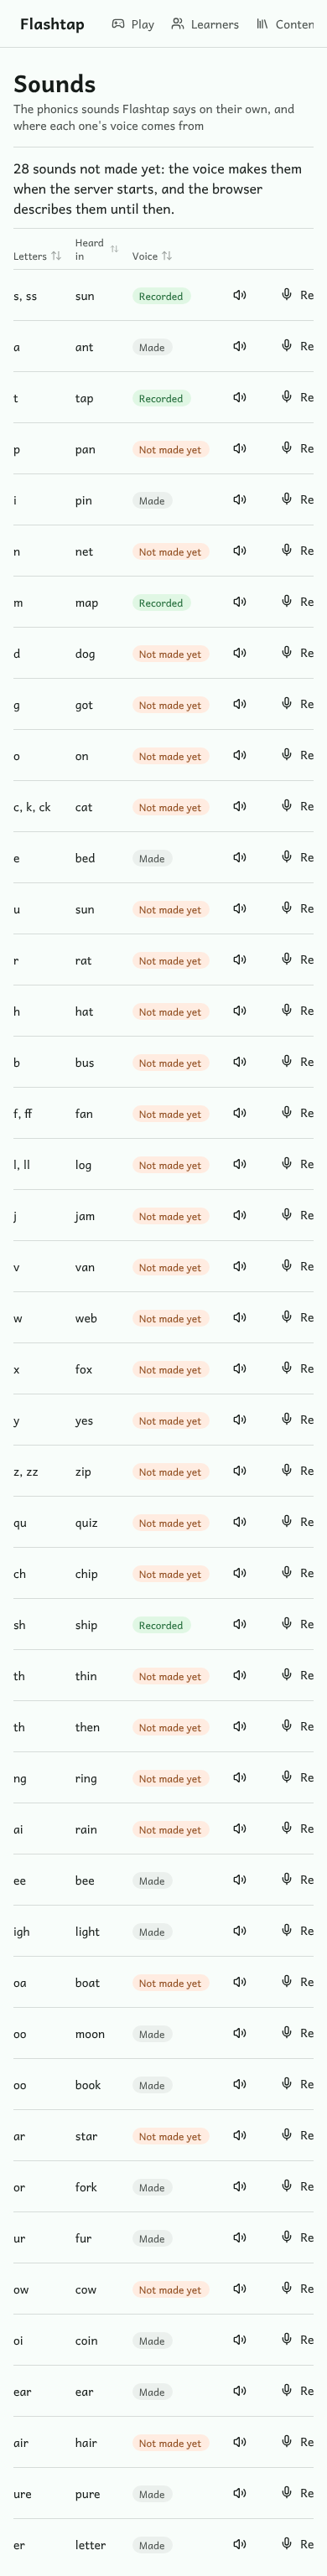 Flashtap Play Learners Conten
Sounds
The phonics sounds Flashtap says on their own, and
where each one's voice comes from
28 sounds not made yet: the voice makes them
when the server starts, and the browser
describes them until then.
Letters Heard in Voice
s, ss sun Recorded Re
a ant Made Re
t tap Recorded Re
p pan Not made yet Re
i pin Made Re
n net Not made yet Re
m map Recorded Re
d dog Not made yet Re
g got Not made yet Re
o on Not made yet Re
c, k, ck cat Not made yet Re
e bed Made Re
u sun Not made yet Re
r rat Not made yet Re
h hat Not made yet Re
b bus Not made yet Re
f, ff fan Not made yet Re
l, ll log Not made yet Re
j jam Not made yet Re
v van Not made yet Re
w web Not made yet Re
x fox Not made yet Re
y yes Not made yet Re
z, zz zip Not made yet Re
qu quiz Not made yet Re
ch chip Not made yet Re
sh ship Recorded Re
th thin Not made yet Re
th then Not made yet Re
ng ring Not made yet Re
ai rain Not made yet Re
ee bee Made Re
igh light Made Re
oa boat Not made yet Re
oo moon Made Re
oo book Made Re
ar star Not made yet Re
or fork Made Re
ur fur Made Re
ow cow Not made yet Re
oi coin Made Re
ear ear Made Re
air hair Not made yet Re
ure pure Made Re
er letter Made Re